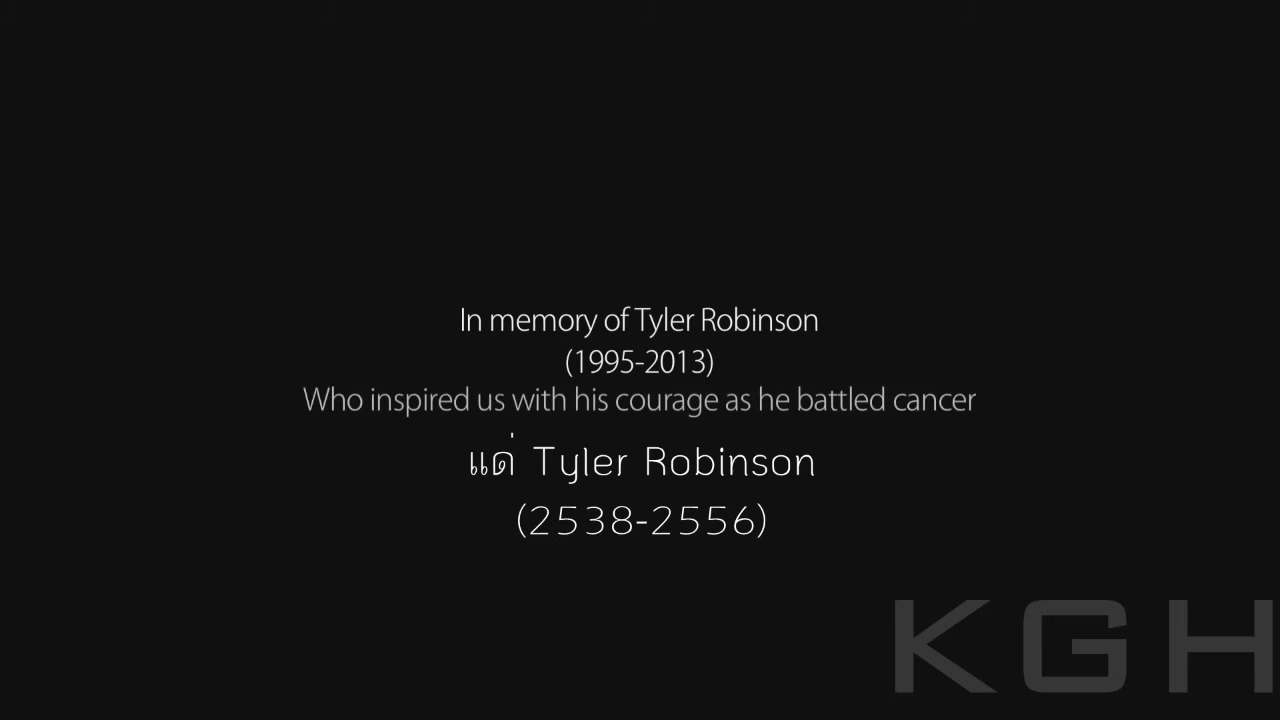 In memory of Tyler Robinson
(1995-2013)
Who inspired us with his courage as he battled cancer
แด่ Tyler Robinson
(2538-2556)
KGH